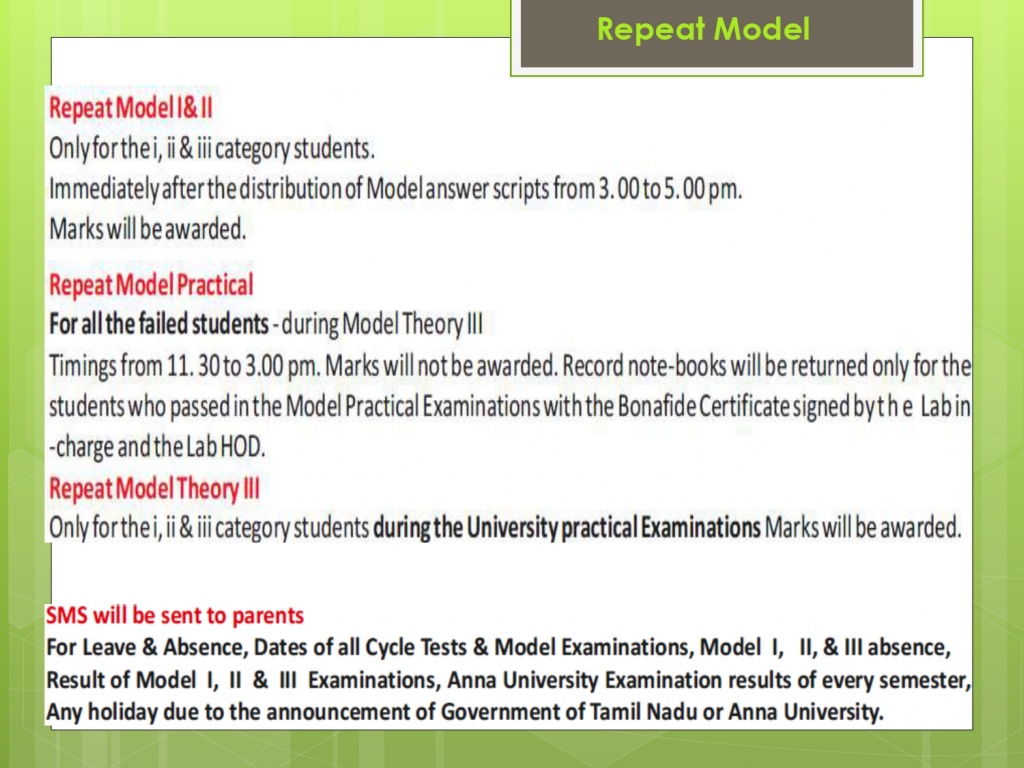 Repeat Model
Repeat Model I & II
Only for the i, ii & iii category students.
Immediately after the distribution of Model answer scripts from 3.00 to 5.00 pm.
Marks will be awarded.
Repeat Model Practical
For all the failed students - during Model Theory III
Timings from 11.30 to 3.00 pm. Marks will not be awarded. Record note-books will be returned only for the
students who passed in the Model Practical Examinations with the Bonafide Certificate signed by the Lab in
-charge and the Lab HOD.
Repeat Model Theory III
Only for the i, ii & iii category students during the University practical Examinations Marks will be awarded.
SMS will be sent to parents
For Leave & Absence, Dates of all Cycle Tests & Model Examinations, Model I, II, & III absence,
Result of Model I, II & III Examinations, Anna University Examination results of every semester,
Any holiday due to the announcement of Government of Tamil Nadu or Anna University.